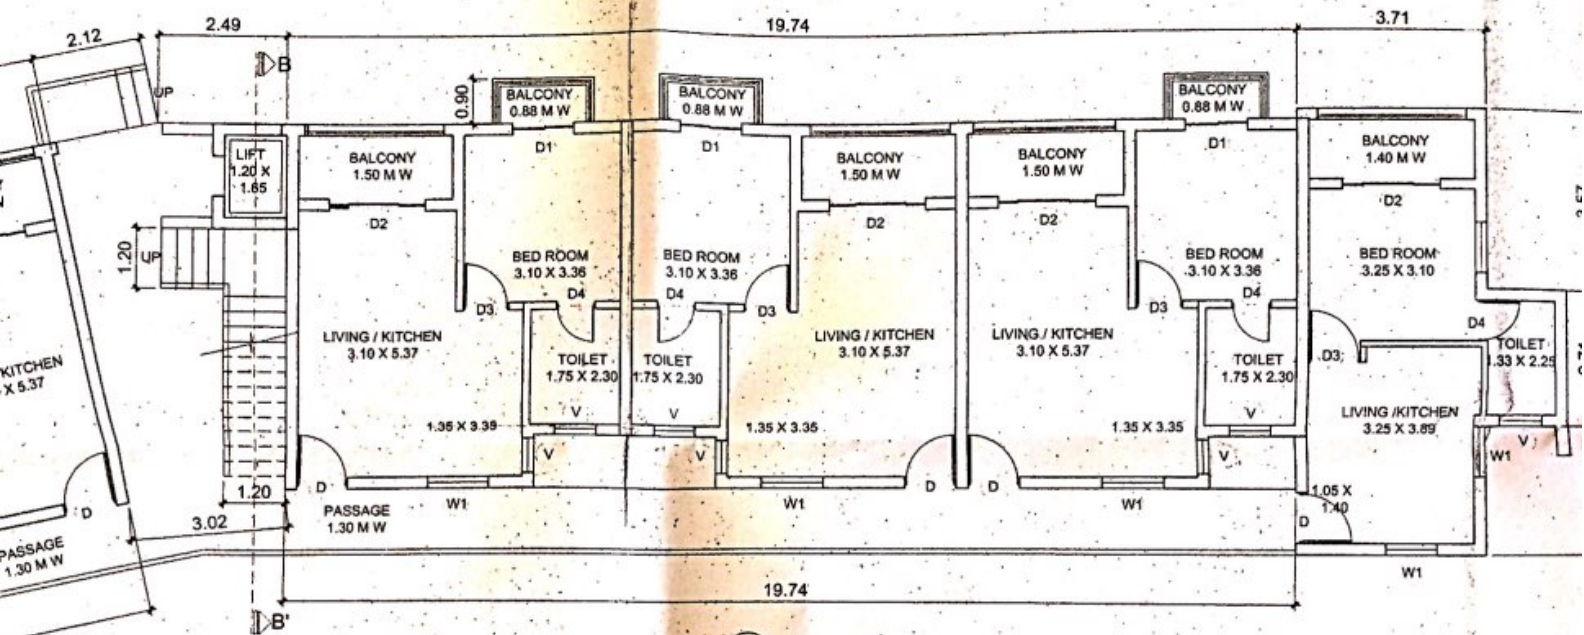 2.12
2.49
19.74
3.71
B
UP
0.90
BALCONY
0.88 M W
BALCONY
0.88 M W
BALCONY
0.88 M W
LIFT
1.20 X
1.65
BALCONY
1.50 M W
D1
D1
BALCONY
1.50 M W
BALCONY
1.50 M W
D1
BALCONY
1.40 M W
D2
D2
D2
D2
1.20
UP
BED ROOM
3.10 X 3.36
BED ROOM
3.10 X 3.36
BED ROOM
3.10 X 3.36
BED ROOM
3.25 X 3.10
D4
D4
D4
D4
D3
D3
D3
D3
LIVING / KITCHEN
3.10 X 5.37
LIVING / KITCHEN
3.10 X 5.37
LIVING / KITCHEN
3.10 X 5.37
KITCHEN
X 5.37
TOILET
1.75 X 2.30
TOILET
1.75 X 2.30
TOILET
1.75 X 2.30
TOILET
1.33 X 2.25
LIVING /KITCHEN
3.25 X 3.89
V
V
V
V
1.35 X 3.39
1.35 X 3.35
1.35 X 3.35
V
V
V
W1
1.20
D
D
D
D
W1
W1
W1
1.05 X
1.40
D
3.02
PASSAGE
1.30 M W
PASSAGE
1.30 M W
W1
19.74
B'